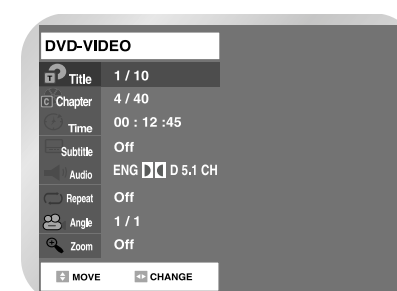 DVD-VIDEO
Title 1 / 10
C Chapter 4 / 40
Time 00 : 12 :45
Subtitle Off
Audio ENG D 5.1 CH
Repeat Off
Angle 1 / 1
Zoom Off
MOVE CHANGE